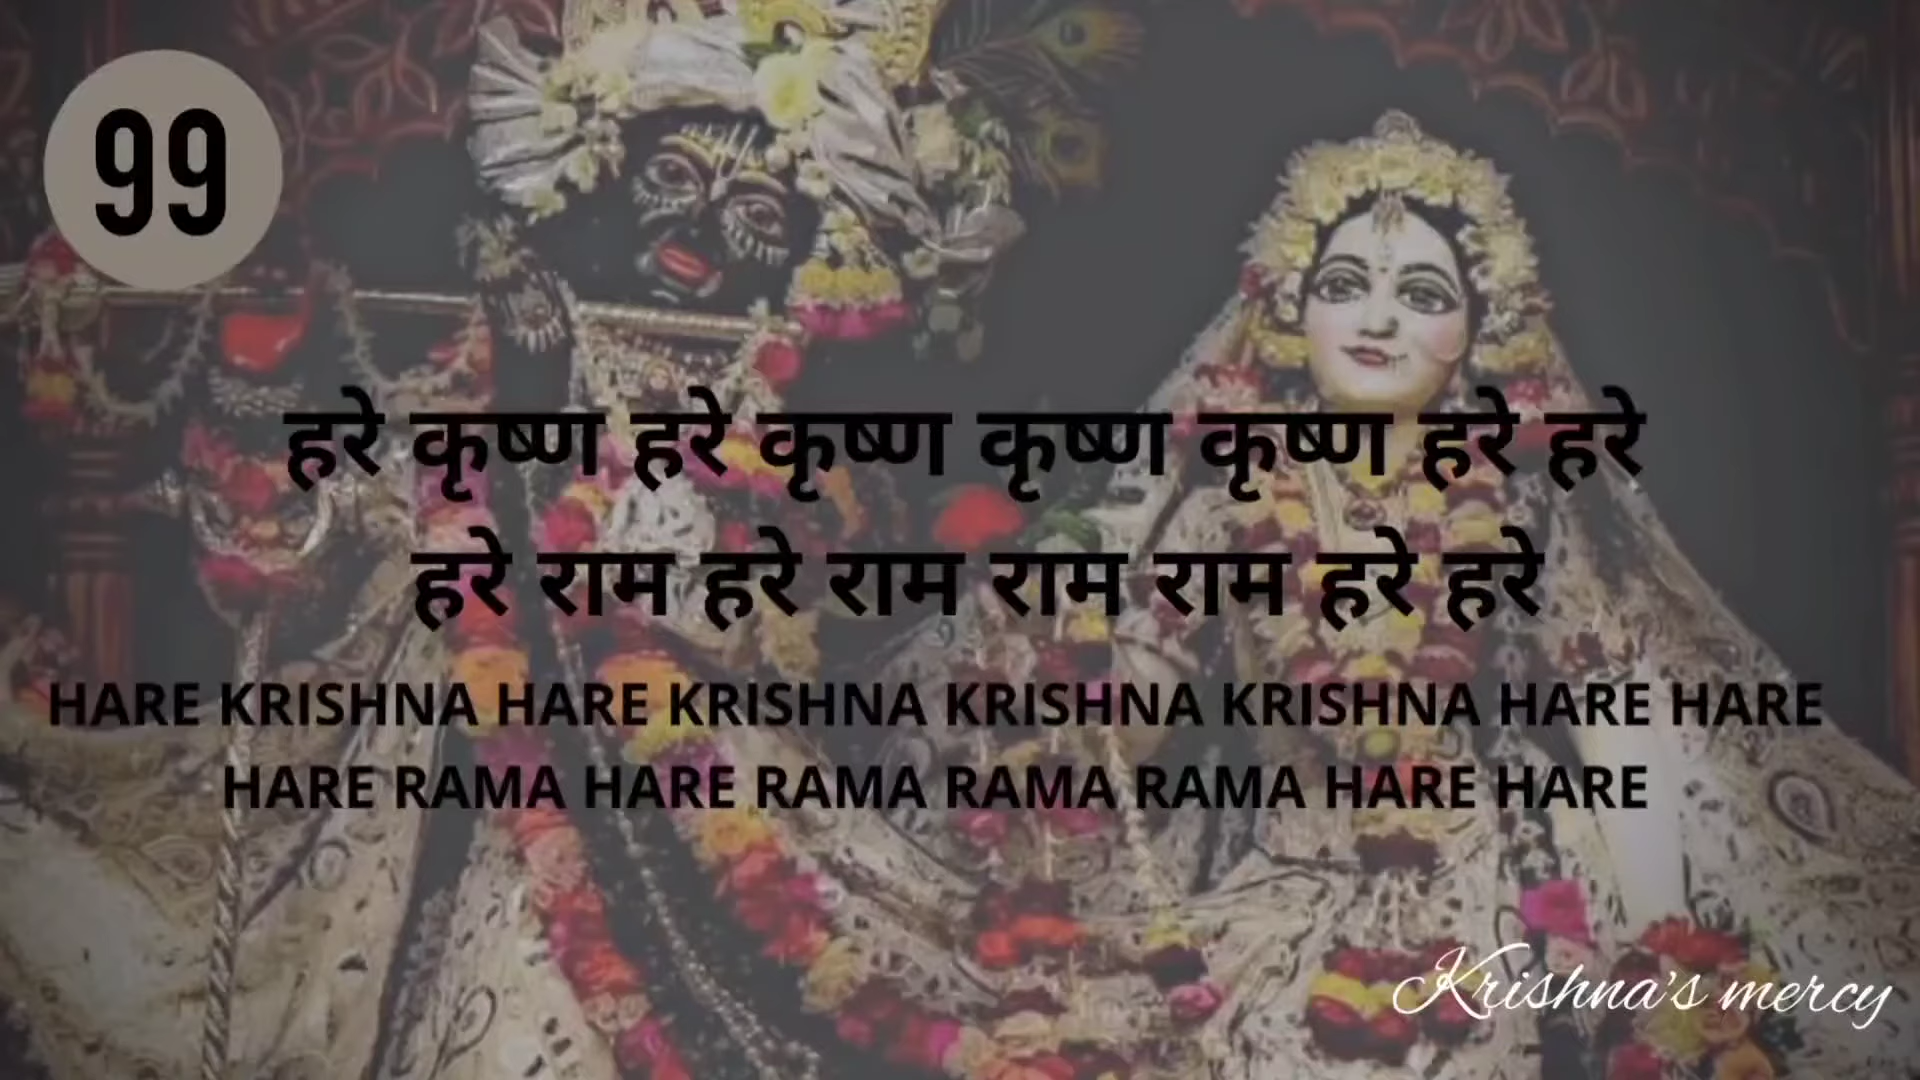 99
हरे कृष्ण हरे कृष्ण कृष्ण कृष्ण हरे हरे
हरे राम हरे राम राम राम हरे हरे
HARE KRISHNA HARE KRISHNA KRISHNA KRISHNA HARE HARE
HARE RAMA HARE RAMA RAMA RAMA HARE HARE
Krishna's mercy